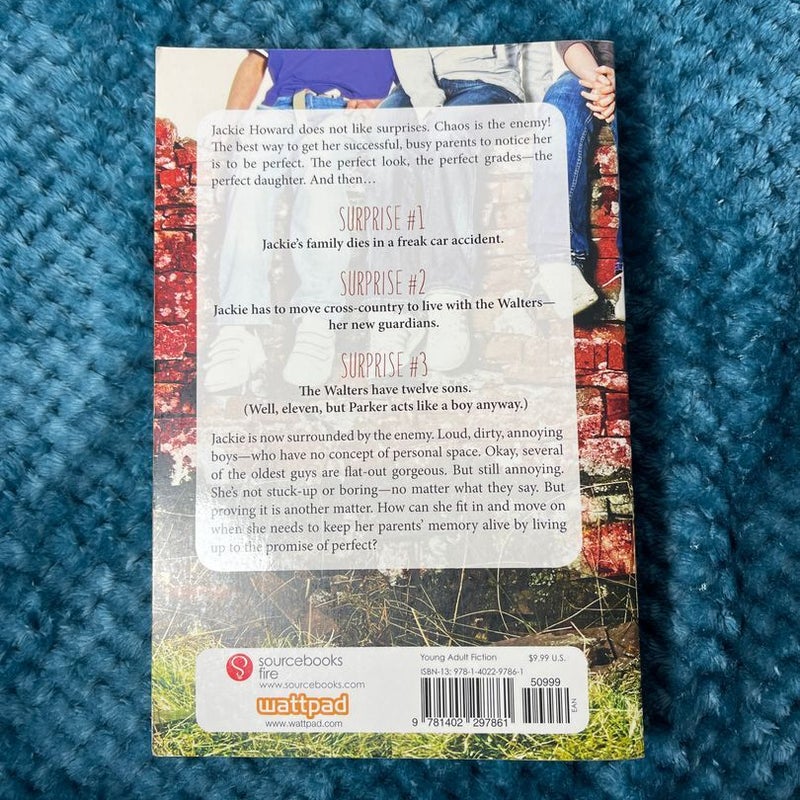 Jackie Howard does not like surprises. Chaos is the enemy!
The best way to get her successful, busy parents to notice her
is to be perfect. The perfect look, the perfect grades—the
perfect daughter. And then…
SURPRISE #1
Jackie's family dies in a freak car accident.
SURPRISE #2
Jackie has to move cross-country to live with the Walters—
her new guardians.
SURPRISE #3
The Walters have twelve sons.
(Well, eleven, but Parker acts like a boy anyway.)
Jackie is now surrounded by the enemy. Loud, dirty, annoying
boys—who have no concept of personal space. Okay, several
of the oldest guys are flat-out gorgeous. But still annoying.
She's not stuck-up or boring—no matter what they say. But
proving it is another matter. How can she fit in and move on
when she needs to keep her parents' memory alive by living
up to the promise of perfect?
sourcebooks
fire
www.sourcebooks.com
wattpad
www.wattpad.com
Young Adult Fiction
$9.99 U.S.
ISBN-13: 978-1-4022-9786-1
50999
EAN
9 781402 297861